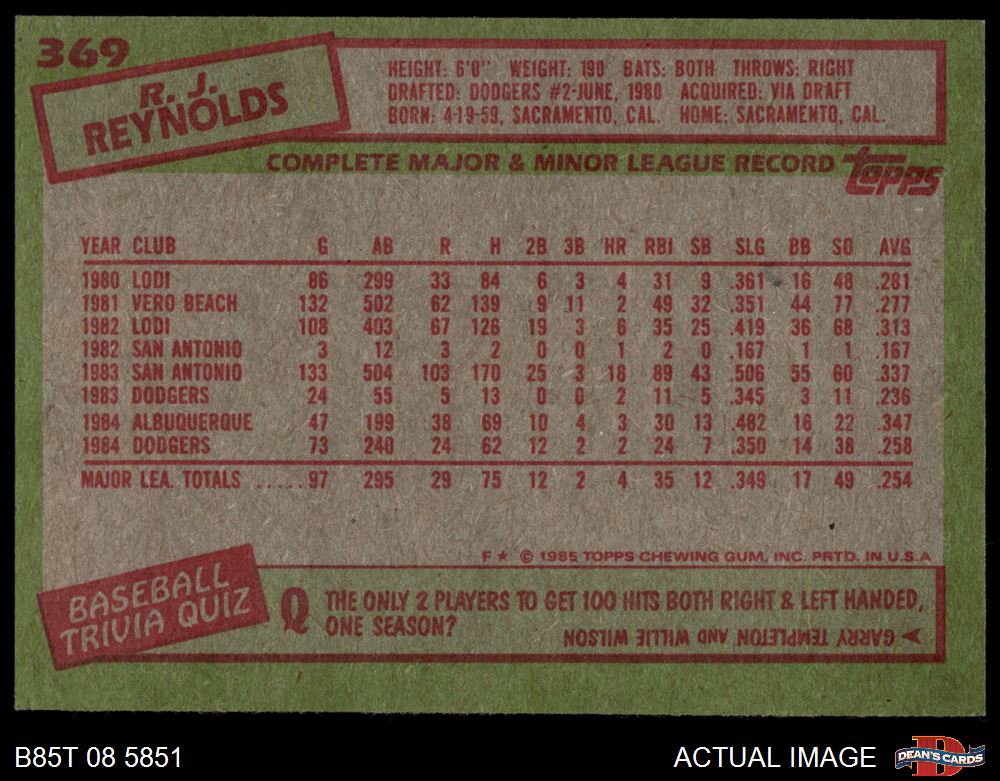 369
R. J.
REYNOLDS
HEIGHT: 6'0" WEIGHT: 190 BATS: BOTH THROWS: RIGHT
DRAFTED: DODGERS #2-JUNE, 1980 ACQUIRED: VIA DRAFT
BORN: 4-19-59, SACRAMENTO, CAL. HOME: SACRAMENTO, CAL.
COMPLETE MAJOR & MINOR LEAGUE RECORD
topps
YEAR CLUB G AB R H 2B 3B HR RBI SB SLG BB SO AVG
1980 LODI 86 299 33 84 6 3 4 31 9 .361 16 48 .281
1981 VERO BEACH 132 502 62 139 9 11 2 49 32 .351 44 77 .277
1982 LODI 108 403 67 126 19 3 6 35 25 .419 36 68 .313
1982 SAN ANTONIO 3 12 3 2 0 0 1 2 0 .167 1 1 .167
1983 SAN ANTONIO 133 504 103 170 25 3 18 89 43 .506 55 60 .337
1983 DODGERS 24 55 5 13 0 0 2 11 5 .345 3 11 .236
1984 ALBUQUERQUE 47 199 38 69 10 4 3 30 13 .482 16 22 .347
1984 DODGERS 73 240 24 62 12 2 2 24 7 .350 14 38 .258
MAJOR LEA. TOTALS .....97 295 29 75 12 2 4 35 12 .349 17 49 .254
F ★ © 1985 TOPPS CHEWING GUM, INC. PRTD. IN U.S.A
BASEBALL
TRIVIA QUIZ
Q THE ONLY 2 PLAYERS TO GET 100 HITS BOTH RIGHT & LEFT HANDED,
ONE SEASON?
GARRY TEMPLETON AND WILLIE WILSON
B85T 08 5851
ACTUAL IMAGE
D
DEAN'S CARDS